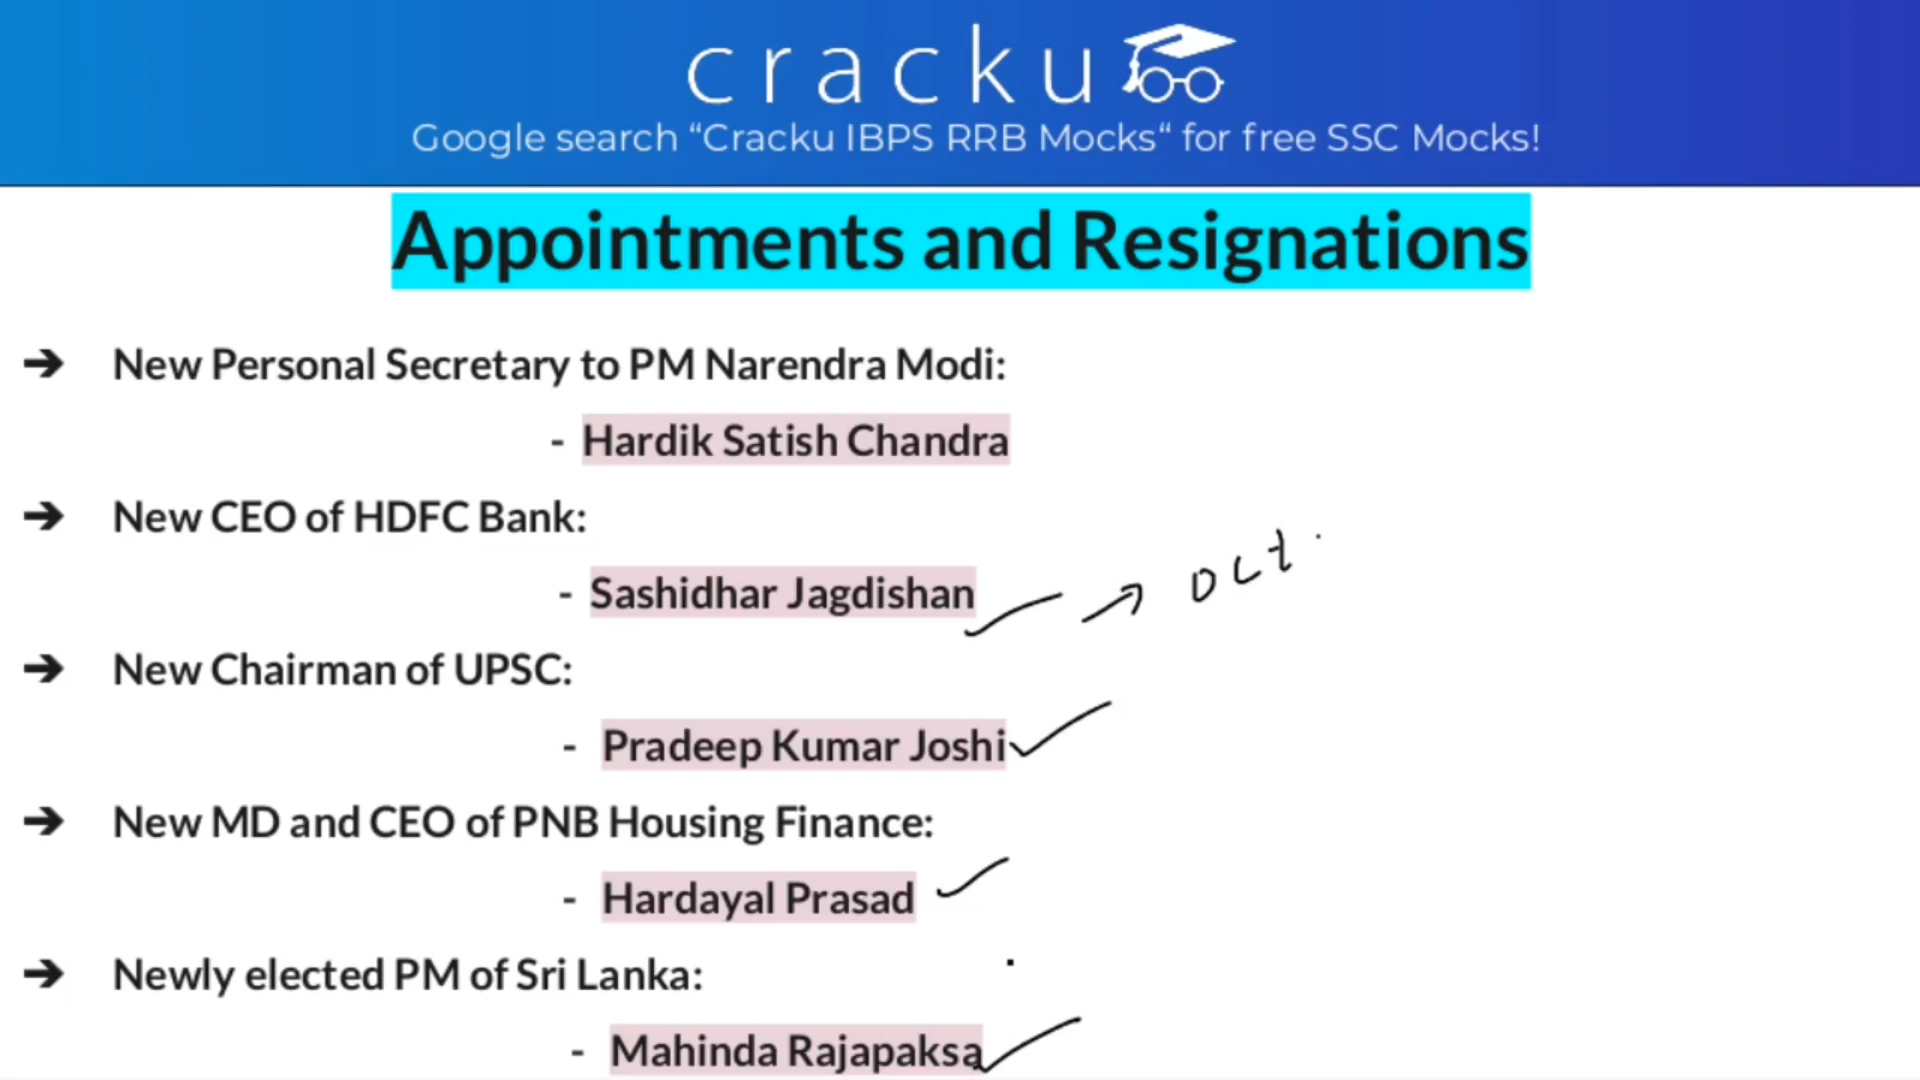 cracku
Google search “Cracku IBPS RRB Mocks“ for free SSC Mocks!
Appointments and Resignations
➔ New Personal Secretary to PM Narendra Modi:
- Hardik Satish Chandra
➔ New CEO of HDFC Bank:
- Sashidhar Jagdishan → oct.
➔ New Chairman of UPSC:
- Pradeep Kumar Joshi
➔ New MD and CEO of PNB Housing Finance:
- Hardayal Prasad
➔ Newly elected PM of Sri Lanka:
- Mahinda Rajapaksa